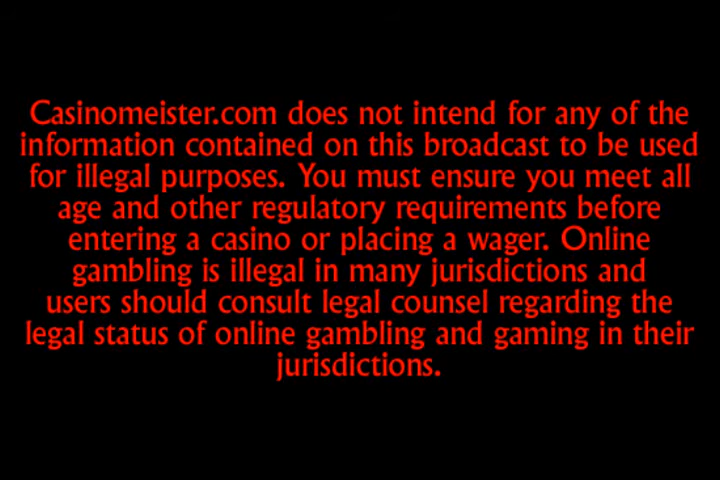 Casinomeister.com does not intend for any of the
information contained on this broadcast to be used
for illegal purposes. You must ensure you meet all
age and other regulatory requirements before
entering a casino or placing a wager. Online
gambling is illegal in many jurisdictions and
users should consult legal counsel regarding the
legal status of online gambling and gaming in their
jurisdictions.